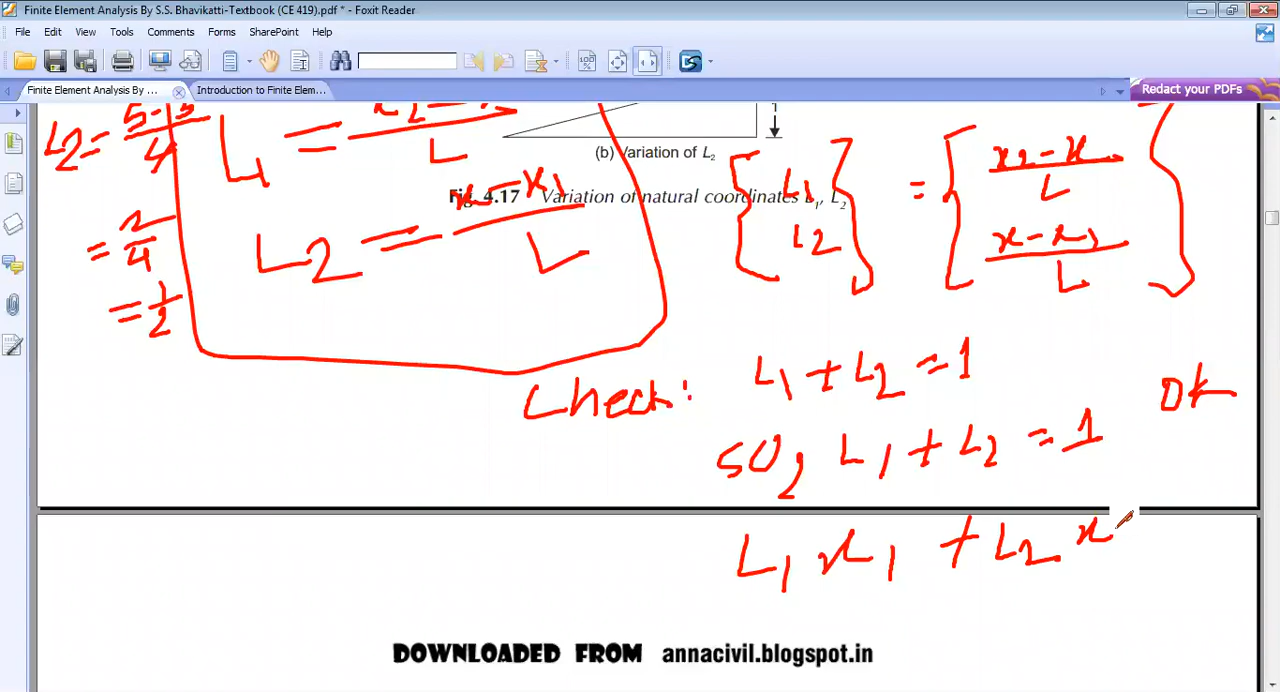 Finite Element Analysis By S.S. Bhavikatti-Textbook (CE 419).pdf * - Foxit Reader
File Edit View Tools Comments Forms SharePoint Help
Finite Element Analysis By ... Introduction to Finite Elem... Redact your PDFs
L2 = 5-3/4
= 2/4
= 1/2
L1 = /L
L2 = x-x1/L
(b) Variation of L2
Fig. 4.17 Variation of natural coordinates L1, L2
{L1 L2} = {x2-x/L x-x1/L}
Check: L1+L2=1 OK
SO, L1+L2=1
L1x1+L2x
DOWNLOADED FROM annacivil.blogspot.in